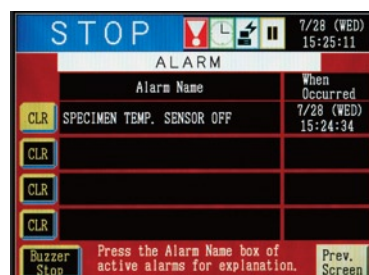 STOP
7/28 (WED)
15:25:11
ALARM
Alarm Name
When
Occurred
CLR
SPECIMEN TEMP. SENSOR OFF
7/28 (WED)
15:24:34
CLR
CLR
CLR
Buzzer
Stop
Press the Alarm Name box of
active alarms for explanation.
Prev.
Screen